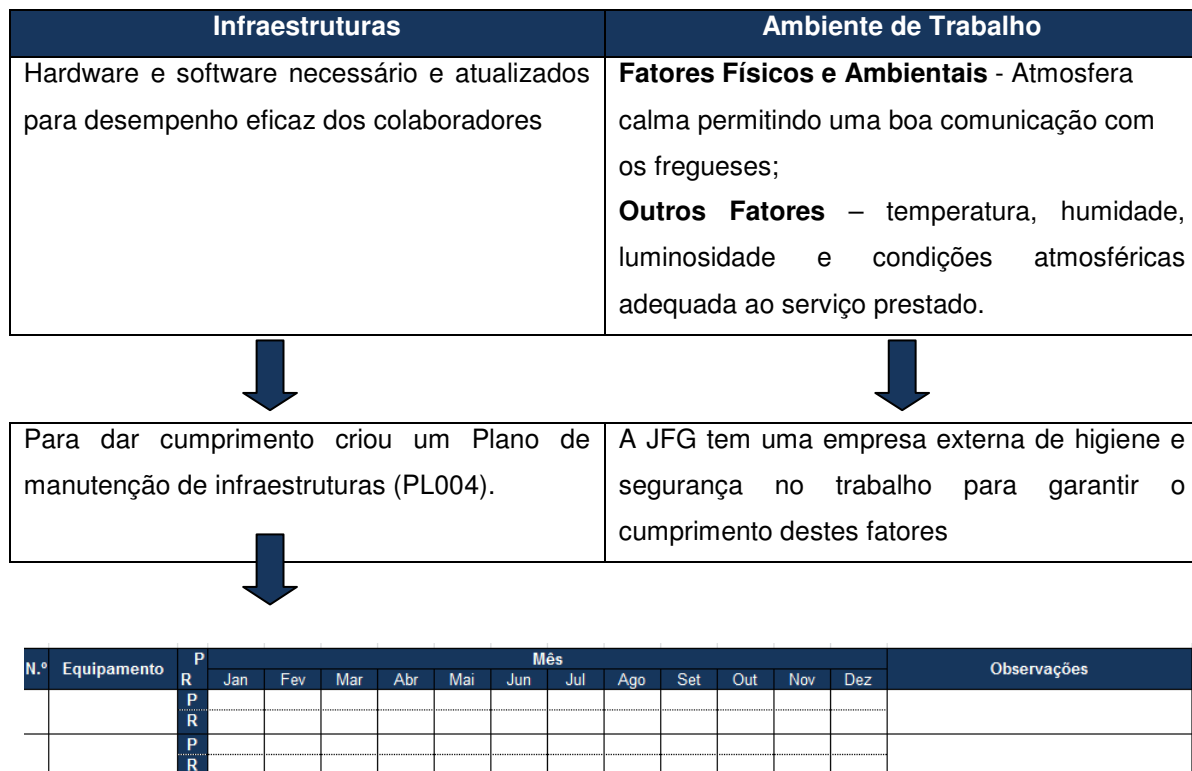 Infraestruturas
Ambiente de Trabalho
Hardware e software necessário e atualizados
para desempenho eficaz dos colaboradores
Fatores Físicos e Ambientais - Atmosfera
calma permitindo uma boa comunicação com
os fregueses;
Outros Fatores – temperatura, humidade,
luminosidade e condições atmosféricas
adequada ao serviço prestado.
Para dar cumprimento criou um Plano de
manutenção de infraestruturas (PL004).
A JFG tem uma empresa externa de higiene e
segurança no trabalho para garantir o
cumprimento destes fatores
N.º Equipamento P R Mês Observações
Jan Fev Mar Abr Mai Jun Jul Ago Set Out Nov Dez
P
R
P
R